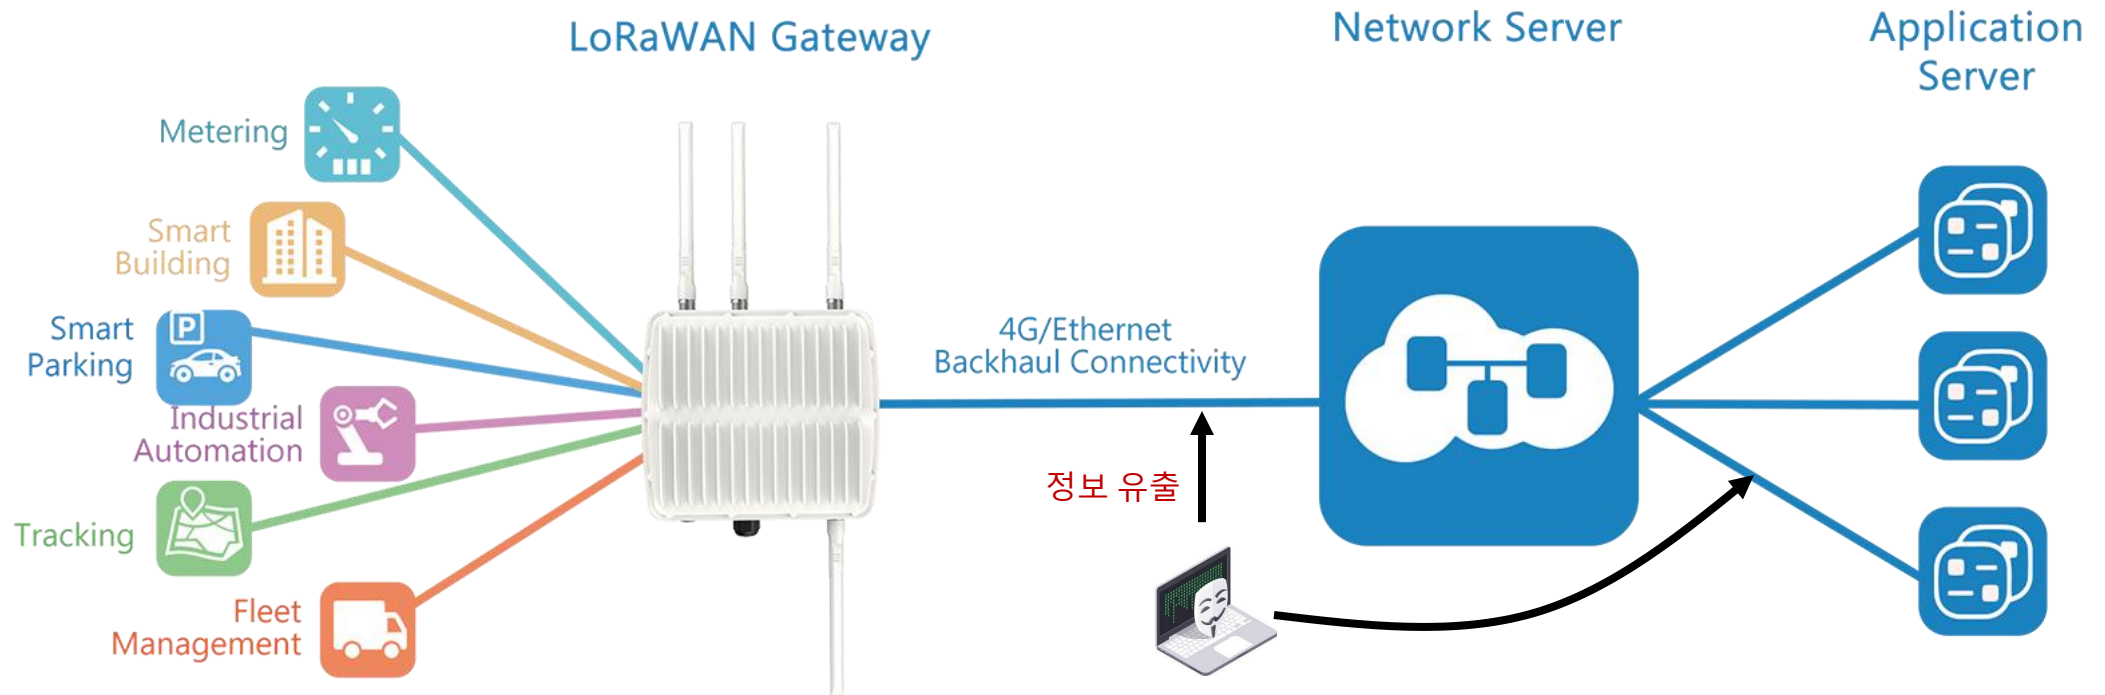 LoRaWAN Gateway
Network Server
Application
Server
Metering
Smart
Building
Smart
Parking
P
Industrial
Automation
Tracking
Fleet
Management
4G/Ethernet
Backhaul Connectivity
정보 유출